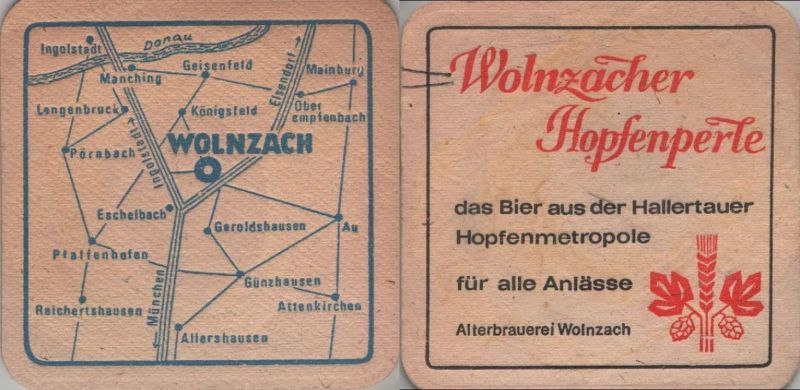 Ingolstadt
Donau
Manching
Geisenfeld
Mainburg
Elsendorf
Langenbruck
Königsfeld
Ober
empfenbach
Ingolstadt
WOLNZACH
Pörnbach
Eschelbach
Geroldshausen
Au
Pfaffenhofen
Günzhausen
Reichertshausen
München
Attenkirchen
Allershausen
Wolnzacher
Hopfenperle
das Bier aus der Hallertauer
Hopfenmetropole
für alle Anlässe
Alterbrauerei Wolnzach